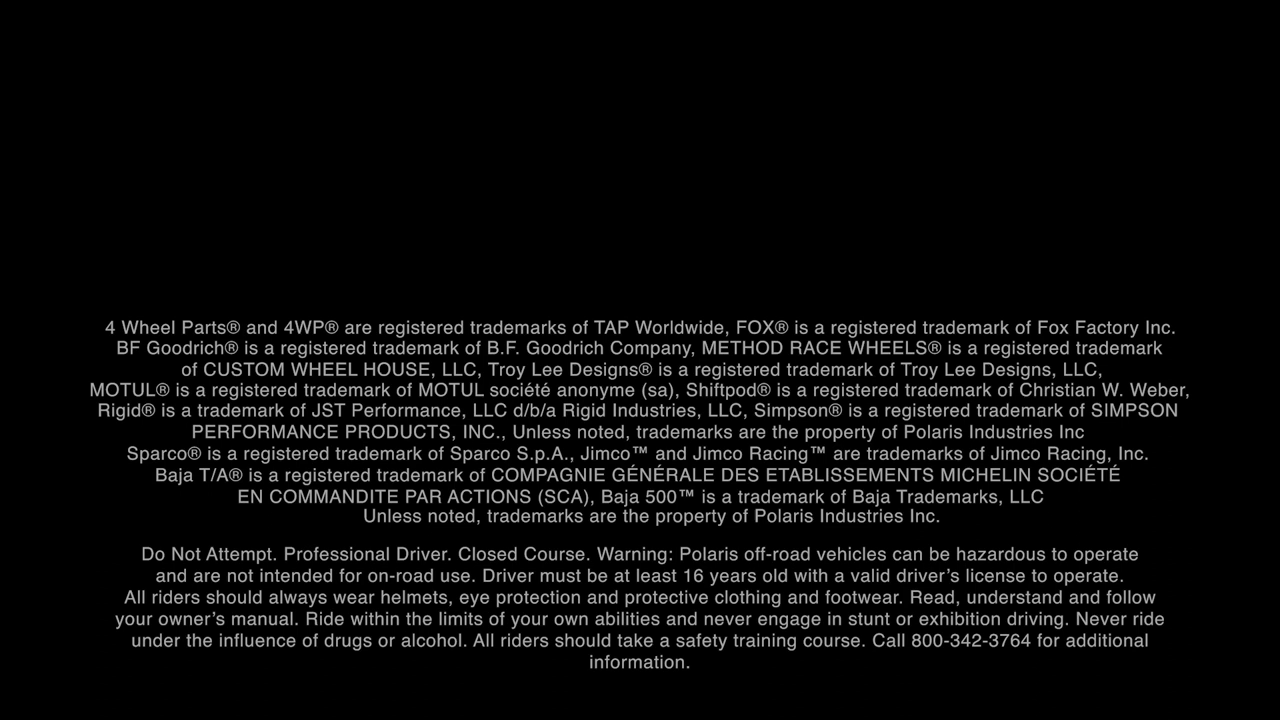 4 Wheel Parts® and 4WP® are registered trademarks of TAP Worldwide, FOX® is a registered trademark of Fox Factory Inc.
BF Goodrich® is a registered trademark of B.F. Goodrich Company, METHOD RACE WHEELS® is a registered trademark
of CUSTOM WHEEL HOUSE, LLC, Troy Lee Designs® is a registered trademark of Troy Lee Designs, LLC,
MOTUL® is a registered trademark of MOTUL société anonyme (sa), Shiftpod® is a registered trademark of Christian W. Weber,
Rigid® is a trademark of JST Performance, LLC d/b/a Rigid Industries, LLC, Simpson® is a registered trademark of SIMPSON
PERFORMANCE PRODUCTS, INC., Unless noted, trademarks are the property of Polaris Industries Inc
Sparco® is a registered trademark of Sparco S.p.A., Jimco™ and Jimco Racing™ are trademarks of Jimco Racing, Inc.
Baja T/A® is a registered trademark of COMPAGNIE GÉNÉRALE DES ETABLISSEMENTS MICHELIN SOCIÉTÉ
EN COMMANDITE PAR ACTIONS (SCA), Baja 500™ is a trademark of Baja Trademarks, LLC
Unless noted, trademarks are the property of Polaris Industries Inc.
Do Not Attempt. Professional Driver. Closed Course. Warning: Polaris off-road vehicles can be hazardous to operate
and are not intended for on-road use. Driver must be at least 16 years old with a valid driver's license to operate.
All riders should always wear helmets, eye protection and protective clothing and footwear. Read, understand and follow
your owner's manual. Ride within the limits of your own abilities and never engage in stunt or exhibition driving. Never ride
under the influence of drugs or alcohol. All riders should take a safety training course. Call 800-342-3764 for additional
information.